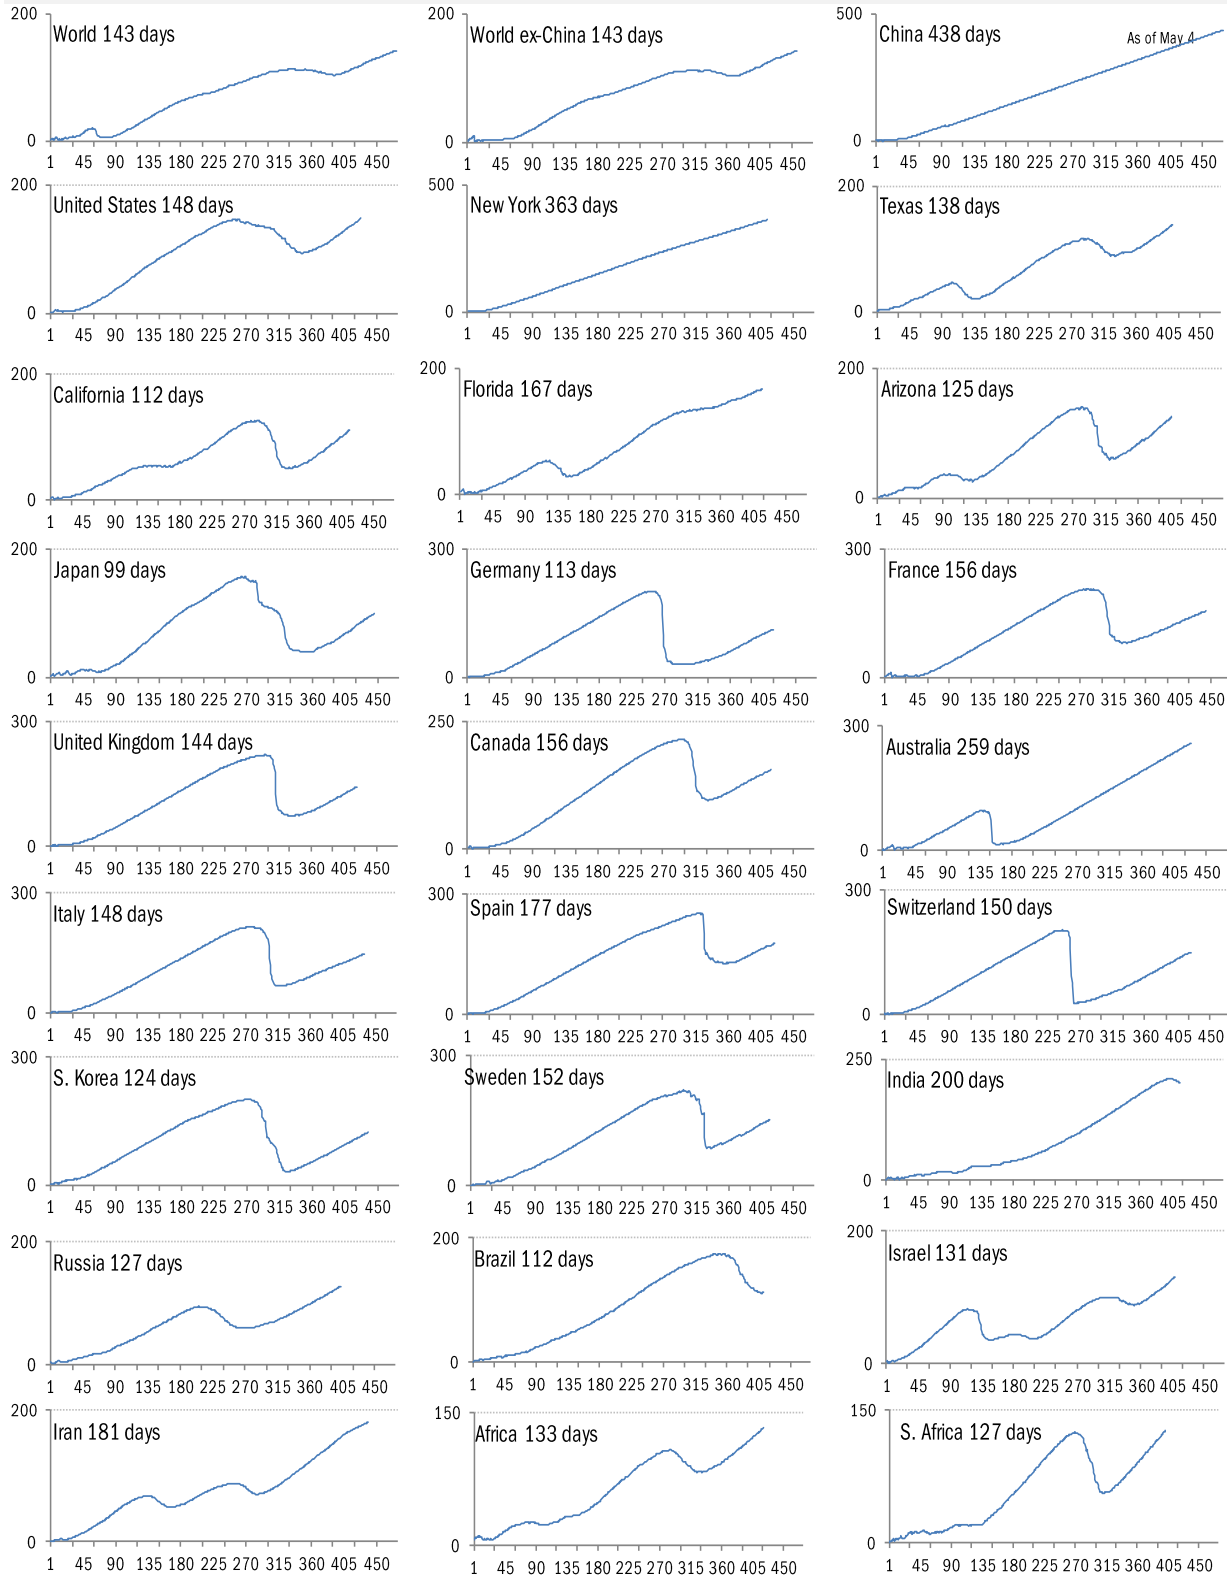 200
World 143 days
0
1 45 90 135 180 225 270 315 360 405 450
200
World ex-China 143 days
0
1 45 90 135 180 225 270 315 360 405 450
500
China 438 days
As of May 4
250
0
1 45 90 135 180 225 270 315 360 405 450
200
United States 148 days
0
1 45 90 135 180 225 270 315 360 405 450
500
New York 363 days
0
1 45 90 135 180 225 270 315 360 405 450
200
Texas 138 days
0
1 45 90 135 180 225 270 315 360 405 450
200
California 112 days
0
1 45 90 135 180 225 270 315 360 405 450
200
Florida 167 days
0
1 45 90 135 180 225 270 315 360 405 450
200
Arizona 125 days
0
1 45 90 135 180 225 270 315 360 405 450
200
Japan 99 days
0
1 45 90 135 180 225 270 315 360 405 450
300
Germany 113 days
0
1 45 90 135 180 225 270 315 360 405 450
300
France 156 days
0
1 45 90 135 180 225 270 315 360 405 450
300
United Kingdom 144 days
0
1 45 90 135 180 225 270 315 360 405 450
250
Canada 156 days
0
1 45 90 135 180 225 270 315 360 405 450
300
Australia 259 days
0
1 45 90 135 180 225 270 315 360 405 450
300
Italy 148 days
0
1 45 90 135 180 225 270 315 360 405 450
300
Spain 177 days
0
1 45 90 135 180 225 270 315 360 405 450
300
Switzerland 150 days
0
1 45 90 135 180 225 270 315 360 405 450
300
S. Korea 124 days
0
1 45 90 135 180 225 270 315 360 405 450
300
Sweden 152 days
0
1 45 90 135 180 225 270 315 360 405 450
250
India 200 days
0
1 45 90 135 180 225 270 315 360 405 450
200
Russia 127 days
0
1 45 90 135 180 225 270 315 360 405 450
200
Brazil 112 days
0
1 45 90 135 180 225 270 315 360 405 450
200
Israel 131 days
0
1 45 90 135 180 225 270 315 360 405 450
200
Iran 181 days
0
1 45 90 135 180 225 270 315 360 405 450
150
Africa 133 days
0
1 45 90 135 180 225 270 315 360 405 450
150
S. Africa 127 days
0
1 45 90 135 180 225 270 315 360 405 450